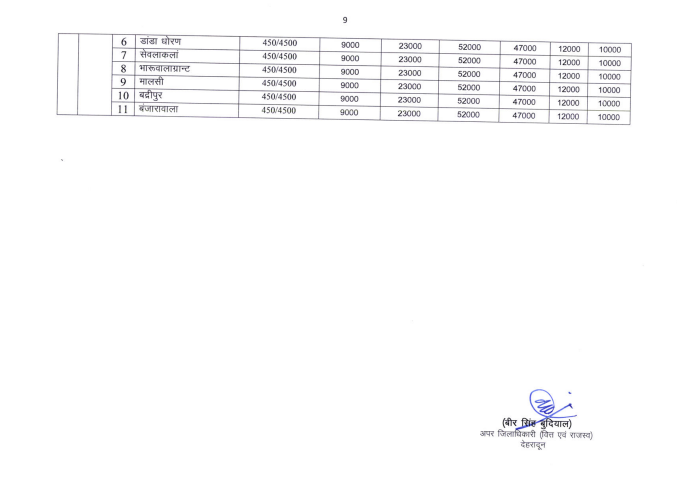 9
6 डांडा धोरण 450/4500 9000 23000 52000 47000 12000 10000
7 सेवलाकलां 450/4500 9000 23000 52000 47000 12000 10000
8 भारूवालाग्रान्ट 450/4500 9000 23000 52000 47000 12000 10000
9 मालसी 450/4500 9000 23000 52000 47000 12000 10000
10 बद्रीपुर 450/4500 9000 23000 52000 47000 12000 10000
11 बंजारावाला 450/4500 9000 23000 52000 47000 12000 10000
(बीर सिंह बुदियाल)
अपर जिलाधिकारी (वित्त एवं राजस्व)
देहरादून